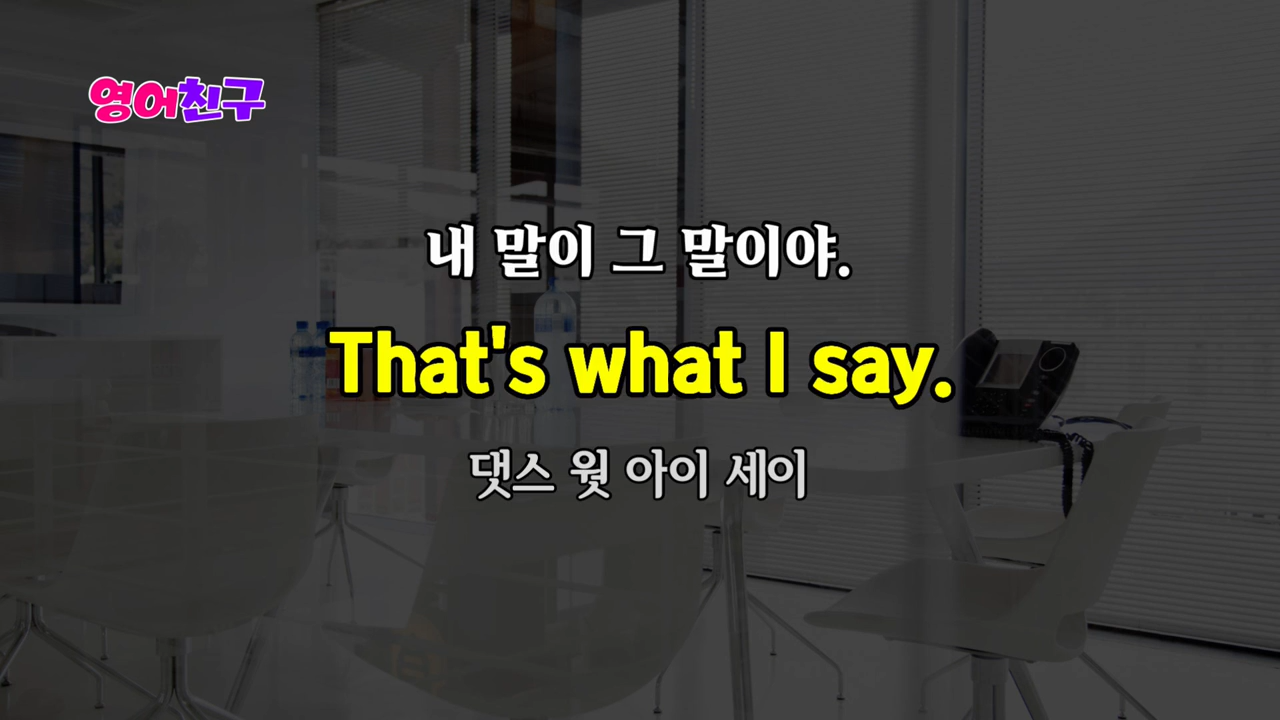 영어친구
내 말이 그 말이야.
That's what I say.
댓스 웟 아이 세이